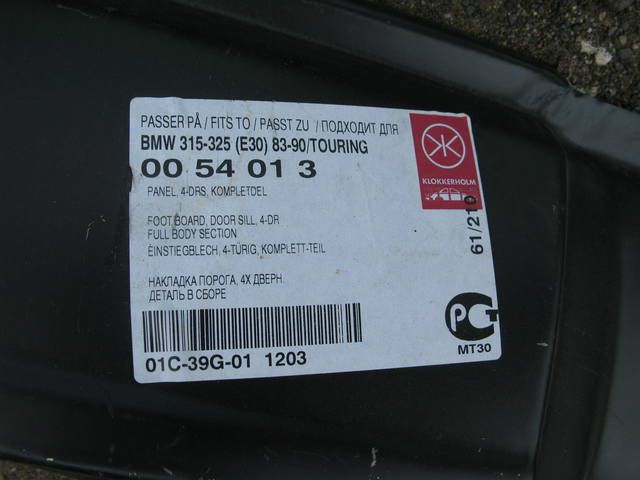 PASSER PÅ / FITS TO / PASST ZU / ПОДХОДИТ ДЛЯ
BMW 315-325 (E30) 83-90/TOURING
00 54 01 3
PANEL, 4-DRS, KOMPLETDEL
FOOT BOARD, DOOR SILL, 4-DR
FULL BODY SECTION
EINSTIEGBLECH, 4-TÜRIG, KOMPLETT-TEIL
НАКЛАДКА ПОРОГА, 4Х ДВЕРН.
ДЕТАЛЬ В СБОРЕ
01C-39G-01 1203
KLOKKERHOLM
61/210
РСТ
MT30